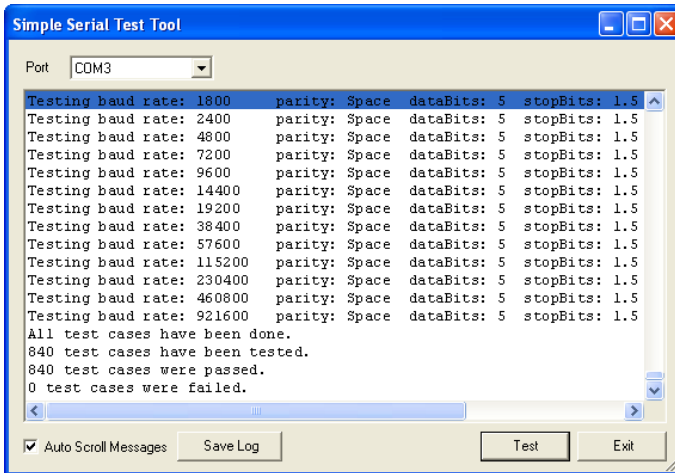 Simple Serial Test Tool
Port COM3
Testing baud rate: 1800 parity: Space dataBits: 5 stopBits: 1.5
Testing baud rate: 2400 parity: Space dataBits: 5 stopBits: 1.5
Testing baud rate: 4800 parity: Space dataBits: 5 stopBits: 1.5
Testing baud rate: 7200 parity: Space dataBits: 5 stopBits: 1.5
Testing baud rate: 9600 parity: Space dataBits: 5 stopBits: 1.5
Testing baud rate: 14400 parity: Space dataBits: 5 stopBits: 1.5
Testing baud rate: 19200 parity: Space dataBits: 5 stopBits: 1.5
Testing baud rate: 38400 parity: Space dataBits: 5 stopBits: 1.5
Testing baud rate: 57600 parity: Space dataBits: 5 stopBits: 1.5
Testing baud rate: 115200 parity: Space dataBits: 5 stopBits: 1.5
Testing baud rate: 230400 parity: Space dataBits: 5 stopBits: 1.5
Testing baud rate: 460800 parity: Space dataBits: 5 stopBits: 1.5
Testing baud rate: 921600 parity: Space dataBits: 5 stopBits: 1.5
All test cases have been done.
840 test cases have been tested.
840 test cases were passed.
0 test cases were failed.
Auto Scroll Messages Save Log Test Exit